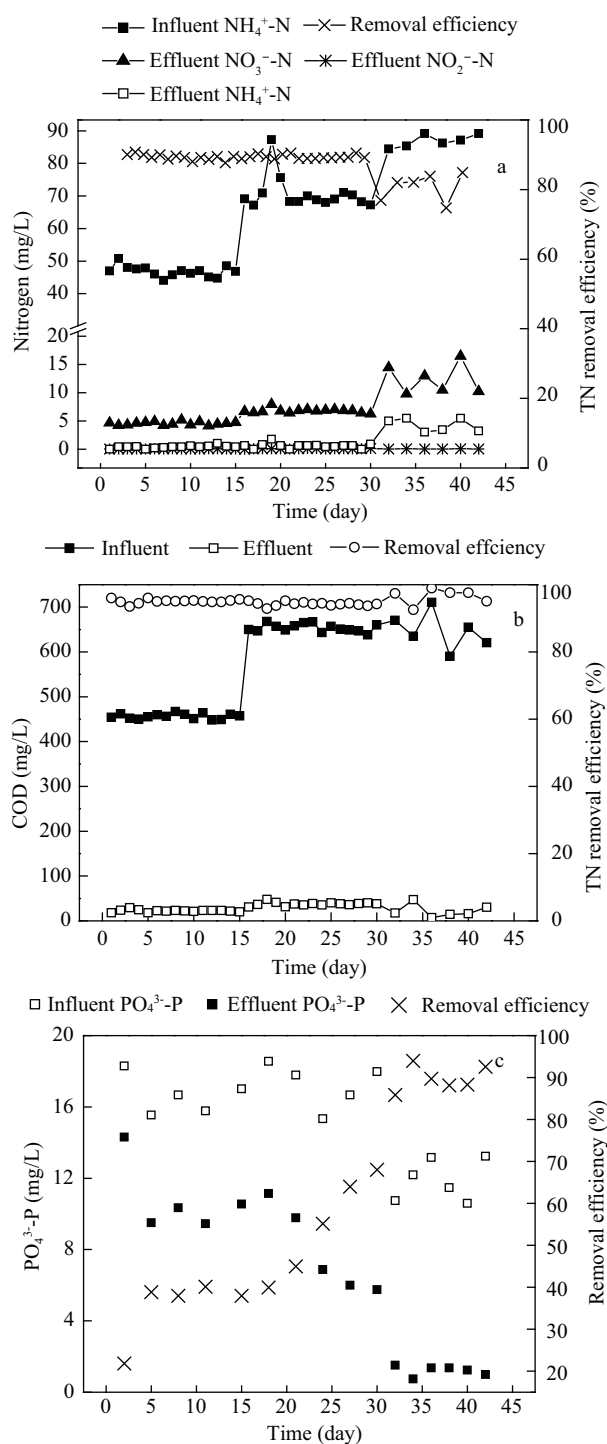 Influent NH₄⁺-N Removal efficiency
Effluent NO₃⁻-N Effluent NO₂⁻-N
Effluent NH₄⁺-N
a
90
80
70
60
50
40
20
15
10
5
0
Nitrogen (mg/L)
100
80
60
40
20
0
TN removal efficiency (%)
0 5 10 15 20 25 30 35 40 45
Time (day)
Influent Effluent Removal effciency
b
700
600
500
400
300
200
100
0
COD (mg/L)
100
80
60
40
20
0
TN removal efficiency (%)
0 5 10 15 20 25 30 35 40 45
Time (day)
Influent PO₄³⁻-P Effluent PO₄³⁻-P Removal efficiency
c
20
16
12
8
4
0
PO₄³⁻-P (mg/L)
100
90
80
70
60
50
40
30
20
Removal efficiency (%)
0 5 10 15 20 25 30 35 40 45
Time (day)